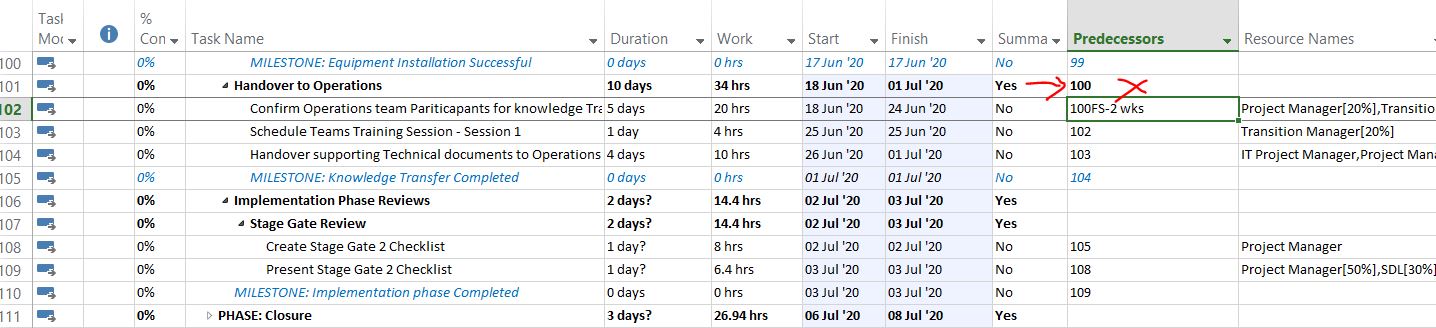 Task Mod % Con Task Name Duration Work Start Finish Summa Predecessors Resource Names
100 0% MILESTONE: Equipment Installation Successful 0 days 0 hrs 17 Jun '20 17 Jun '20 No 99
101 0% Handover to Operations 10 days 34 hr 18 Jun '20 01 Jul '20 Yes 100
102 0% Confirm Operations team Pariticapants for knowledge Tra 5 days 20 hrs 18 Jun '20 24 Jun '20 No 100FS-2 wks Project Manager[20%],Transition
103 0% Schedule Teams Training Session - Session 1 1 day 4 hrs 25 Jun '20 25 Jun '20 No 102 Transition Manager[20%]
104 0% Handover supporting Technical documents to Operations 4 days 10 hrs 26 Jun '20 01 Jul '20 No 103 IT Project Manager,Project Mana
105 0% MILESTONE: Knowledge Transfer Completed 0 days 0 hrs 01 Jul '20 01 Jul '20 No 104
106 0% Implementation Phase Reviews 2 days? 14.4 hrs 02 Jul '20 03 Jul '20 Yes
107 0% Stage Gate Review 2 days? 14.4 hrs 02 Jul '20 03 Jul '20 Yes
108 0% Create Stage Gate 2 Checklist 1 day? 8 hrs 02 Jul '20 02 Jul '20 No 105 Project Manager
109 0% Present Stage Gate 2 Checklist 1 day? 6.4 hrs 03 Jul '20 03 Jul '20 No 108 Project Manager[50%],SDL[30%]
110 0% MILESTONE: Implementation phase Completed 0 days 0 hrs 03 Jul '20 03 Jul '20 No 109
111 0% PHASE: Closure 3 days? 26.94 hrs 06 Jul '20 08 Jul '20 Yes